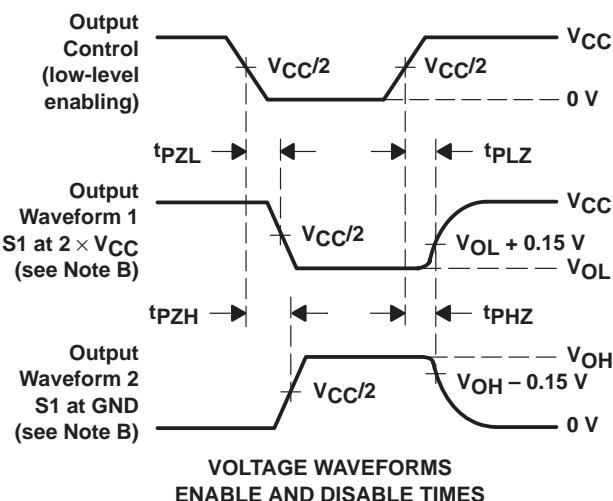 Output
Control
(low-level
enabling)
VCC/2
VCC/2
VCC
0 V
tPZL
tPLZ
Output
Waveform 1
S1 at 2 × VCC
(see Note B)
VCC/2
VCC
VOL + 0.15 V
VOL
tPZH
tPHZ
Output
Waveform 2
S1 at GND
(see Note B)
VCC/2
VOH
VOH – 0.15 V
0 V
VOLTAGE WAVEFORMS
ENABLE AND DISABLE TIMES